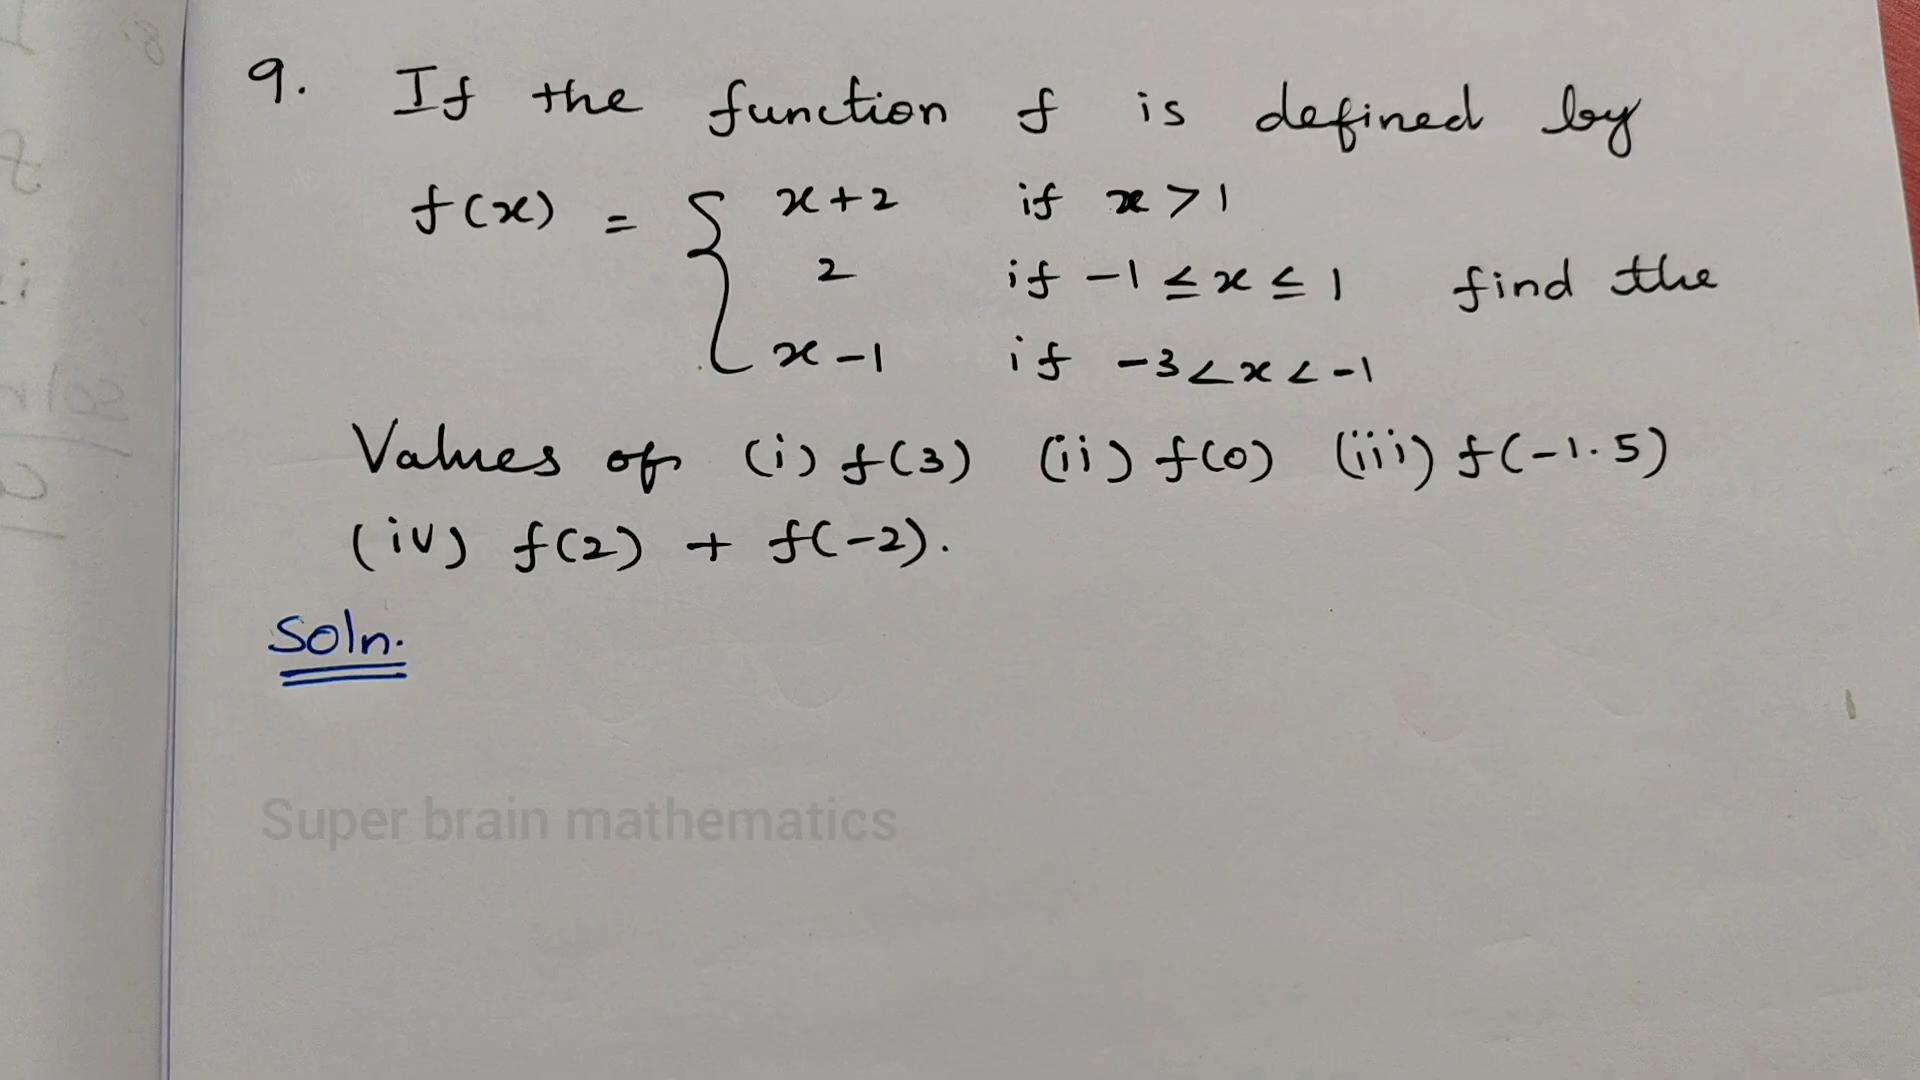 9. If the function f is defined by
f(x) = { x+2 if x > 1
2 if -1 ≤ x ≤ 1 find the
x-1 if -3 < x < -1
Values of (i) f(3) (ii) f(0) (iii) f(-1.5)
(iv) f(2) + f(-2).
Soln.
Super brain mathematics